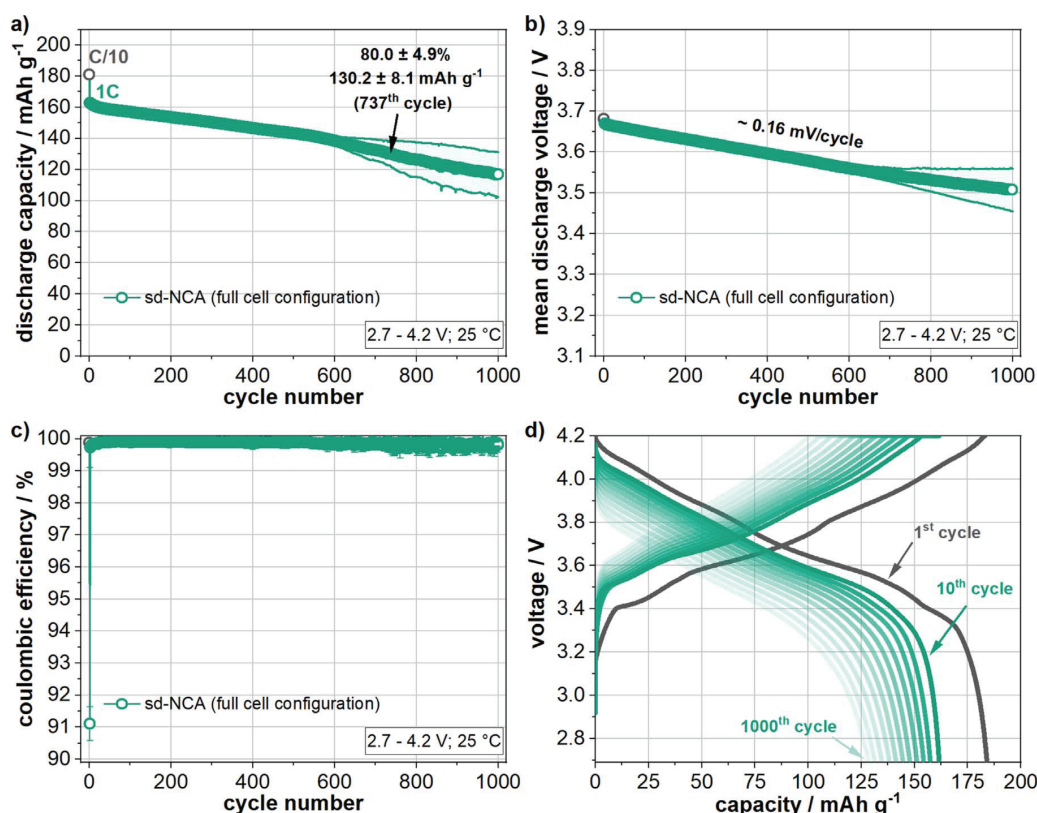 a)
discharge capacity / mAh g⁻¹
200
180
160
140
120
100
80
60
40
20
0
C/10
1C
80.0 ± 4.9%
130.2 ± 8.1 mAh g⁻¹
(737ᵗʰ cycle)
sd-NCA (full cell configuration)
2.7 - 4.2 V; 25 °C
0 200 400 600 800 1000
cycle number
b)
mean discharge voltage / V
3.9
3.8
3.7
3.6
3.5
3.4
3.3
3.2
3.1
~ 0.16 mV/cycle
sd-NCA (full cell configuration)
2.7 - 4.2 V; 25 °C
0 200 400 600 800 1000
cycle number
c)
coulombic efficiency / %
100
99
98
97
96
95
94
93
92
91
90
sd-NCA (full cell configuration)
2.7 - 4.2 V; 25 °C
0 200 400 600 800 1000
cycle number
d)
voltage / V
4.2
4.0
3.8
3.6
3.4
3.2
3.0
2.8
1ˢᵗ cycle
10ᵗʰ cycle
1000ᵗʰ cycle
0 25 50 75 100 125 150 175 200
capacity / mAh g⁻¹